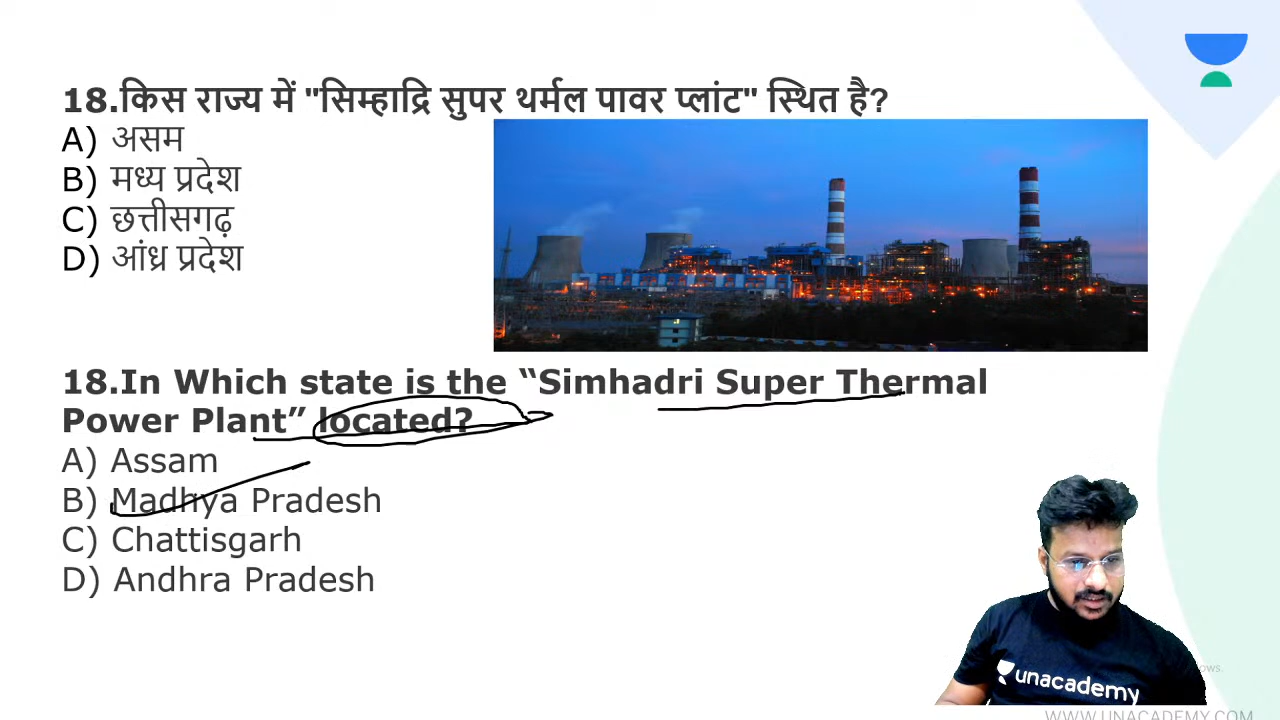 18.किस राज्य में "सिम्हाद्रि सुपर थर्मल पावर प्लांट" स्थित है?
A) असम
B) मध्य प्रदेश
C) छत्तीसगढ़
D) आंध्र प्रदेश
18.In Which state is the “Simhadri Super Thermal
Power Plant” located?
A) Assam
B) Madhya Pradesh
C) Chattisgarh
D) Andhra Pradesh
unacademy
WWW.UNACADEMY.COM